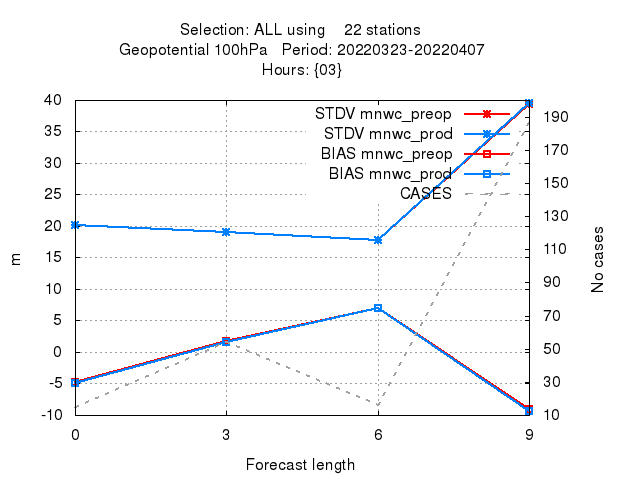 Selection: ALL using    22 stations
Geopotential 100hPa   Period: 20220323-20220407
Hours: {03}
STDV mnwc_preop
STDV mnwc_prod
BIAS mnwc_preop
BIAS mnwc_prod
CASES
40
35
30
25
20
15
10
5
0
-5
-10
m
190
170
150
130
110
90
70
50
30
10
No cases
0 3 6 9
Forecast length